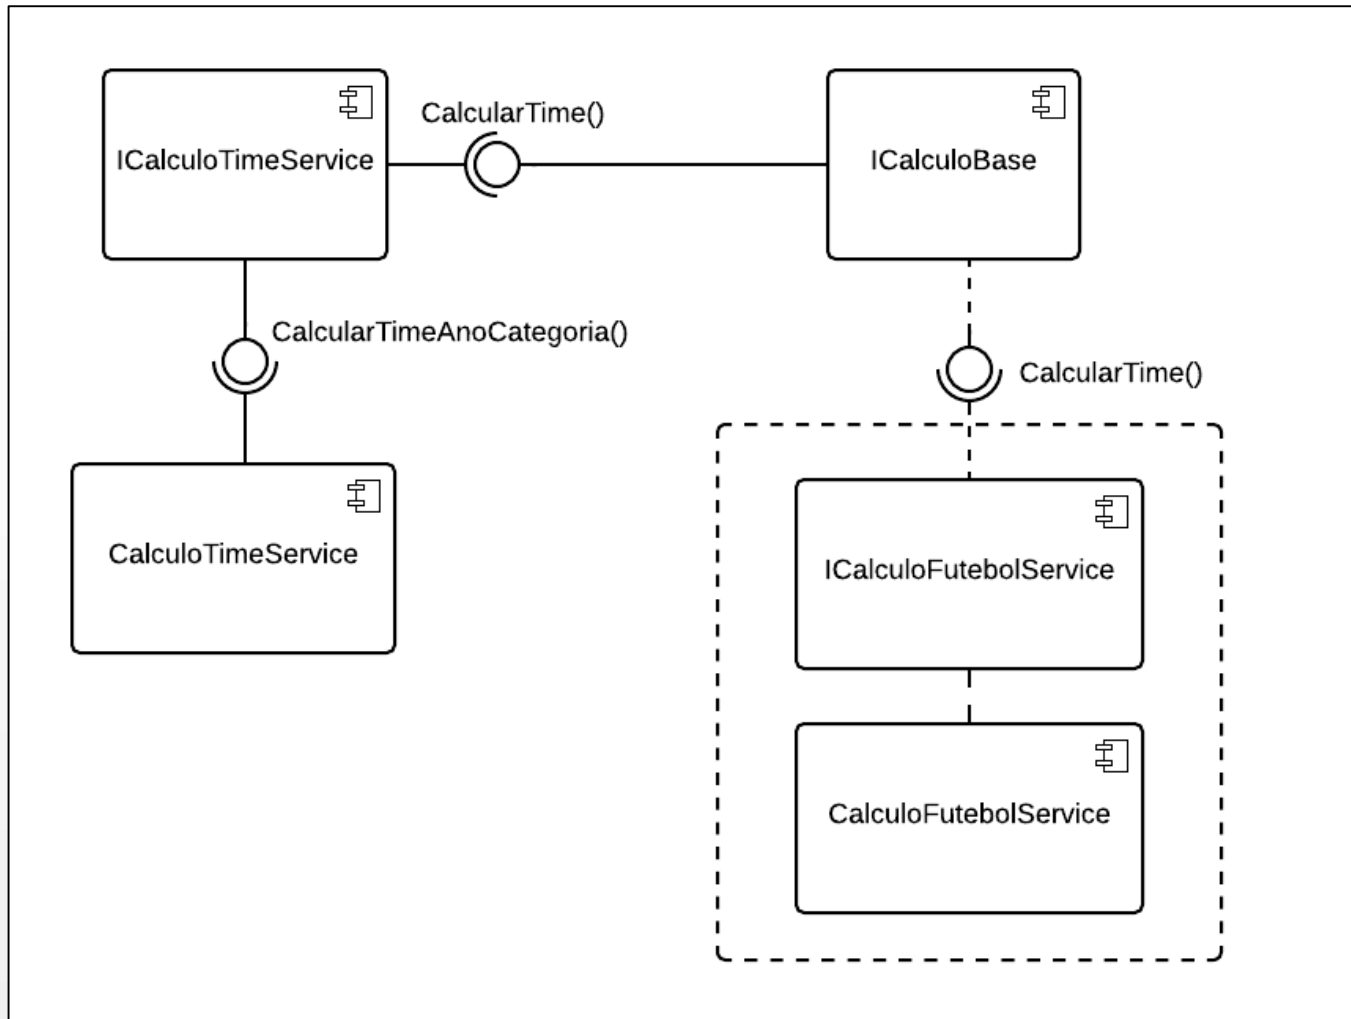 CalcularTime()
ICalculoTimeService
ICalculoBase
CalcularTimeAnoCategoria()
CalcularTime()
CalculoTimeService
ICalculoFutebolService
CalculoFutebolService